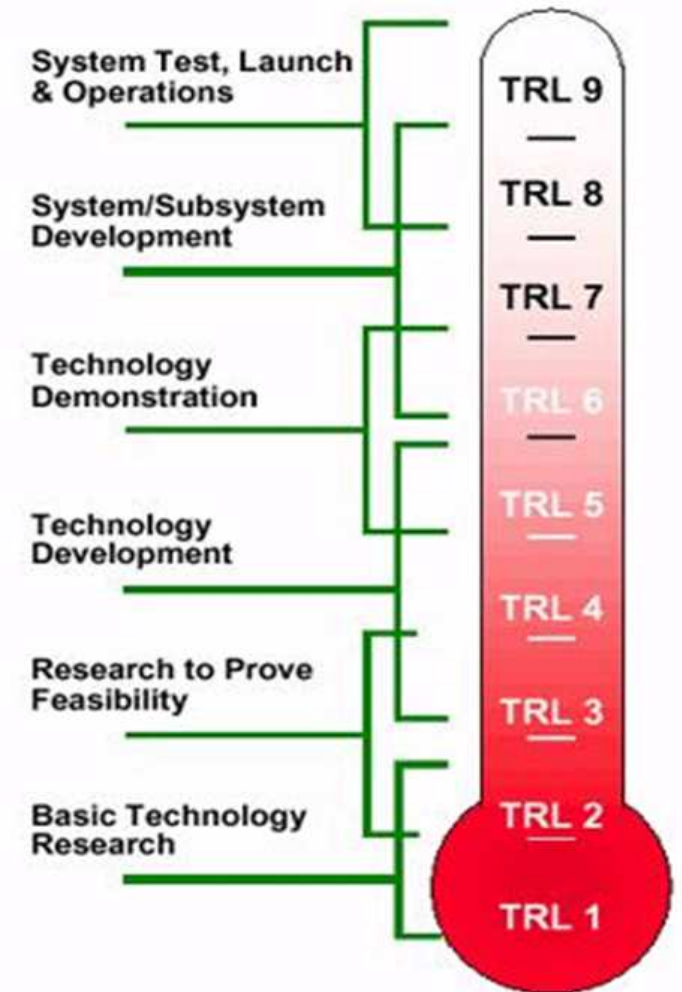 System Test, Launch
& Operations
System/Subsystem
Development
Technology
Demonstration
Technology
Development
Research to Prove
Feasibility
Basic Technology
Research
TRL 9
TRL 8
TRL 7
TRL 6
TRL 5
TRL 4
TRL 3
TRL 2
TRL 1